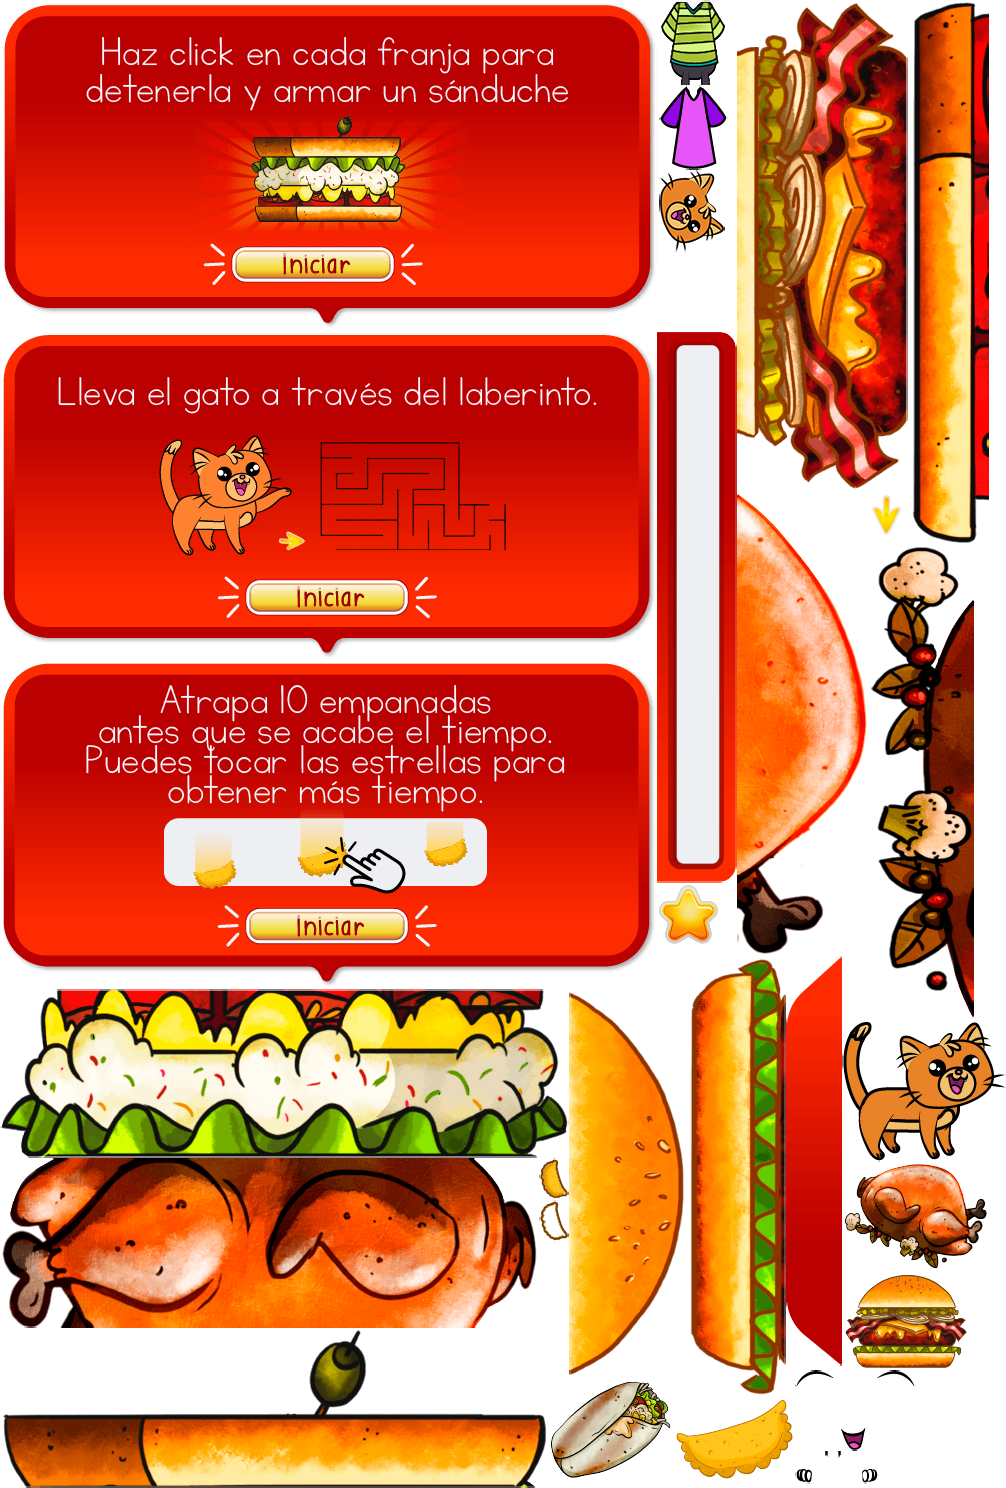 Haz click en cada franja para
detenerla y armar un sánduche
Iniciar
Lleva el gato a través del laberinto.
Iniciar
Atrapa 10 empanadas
antes que se acabe el tiempo.
Puedes tocar las estrellas para
obtener más tiempo.
Iniciar